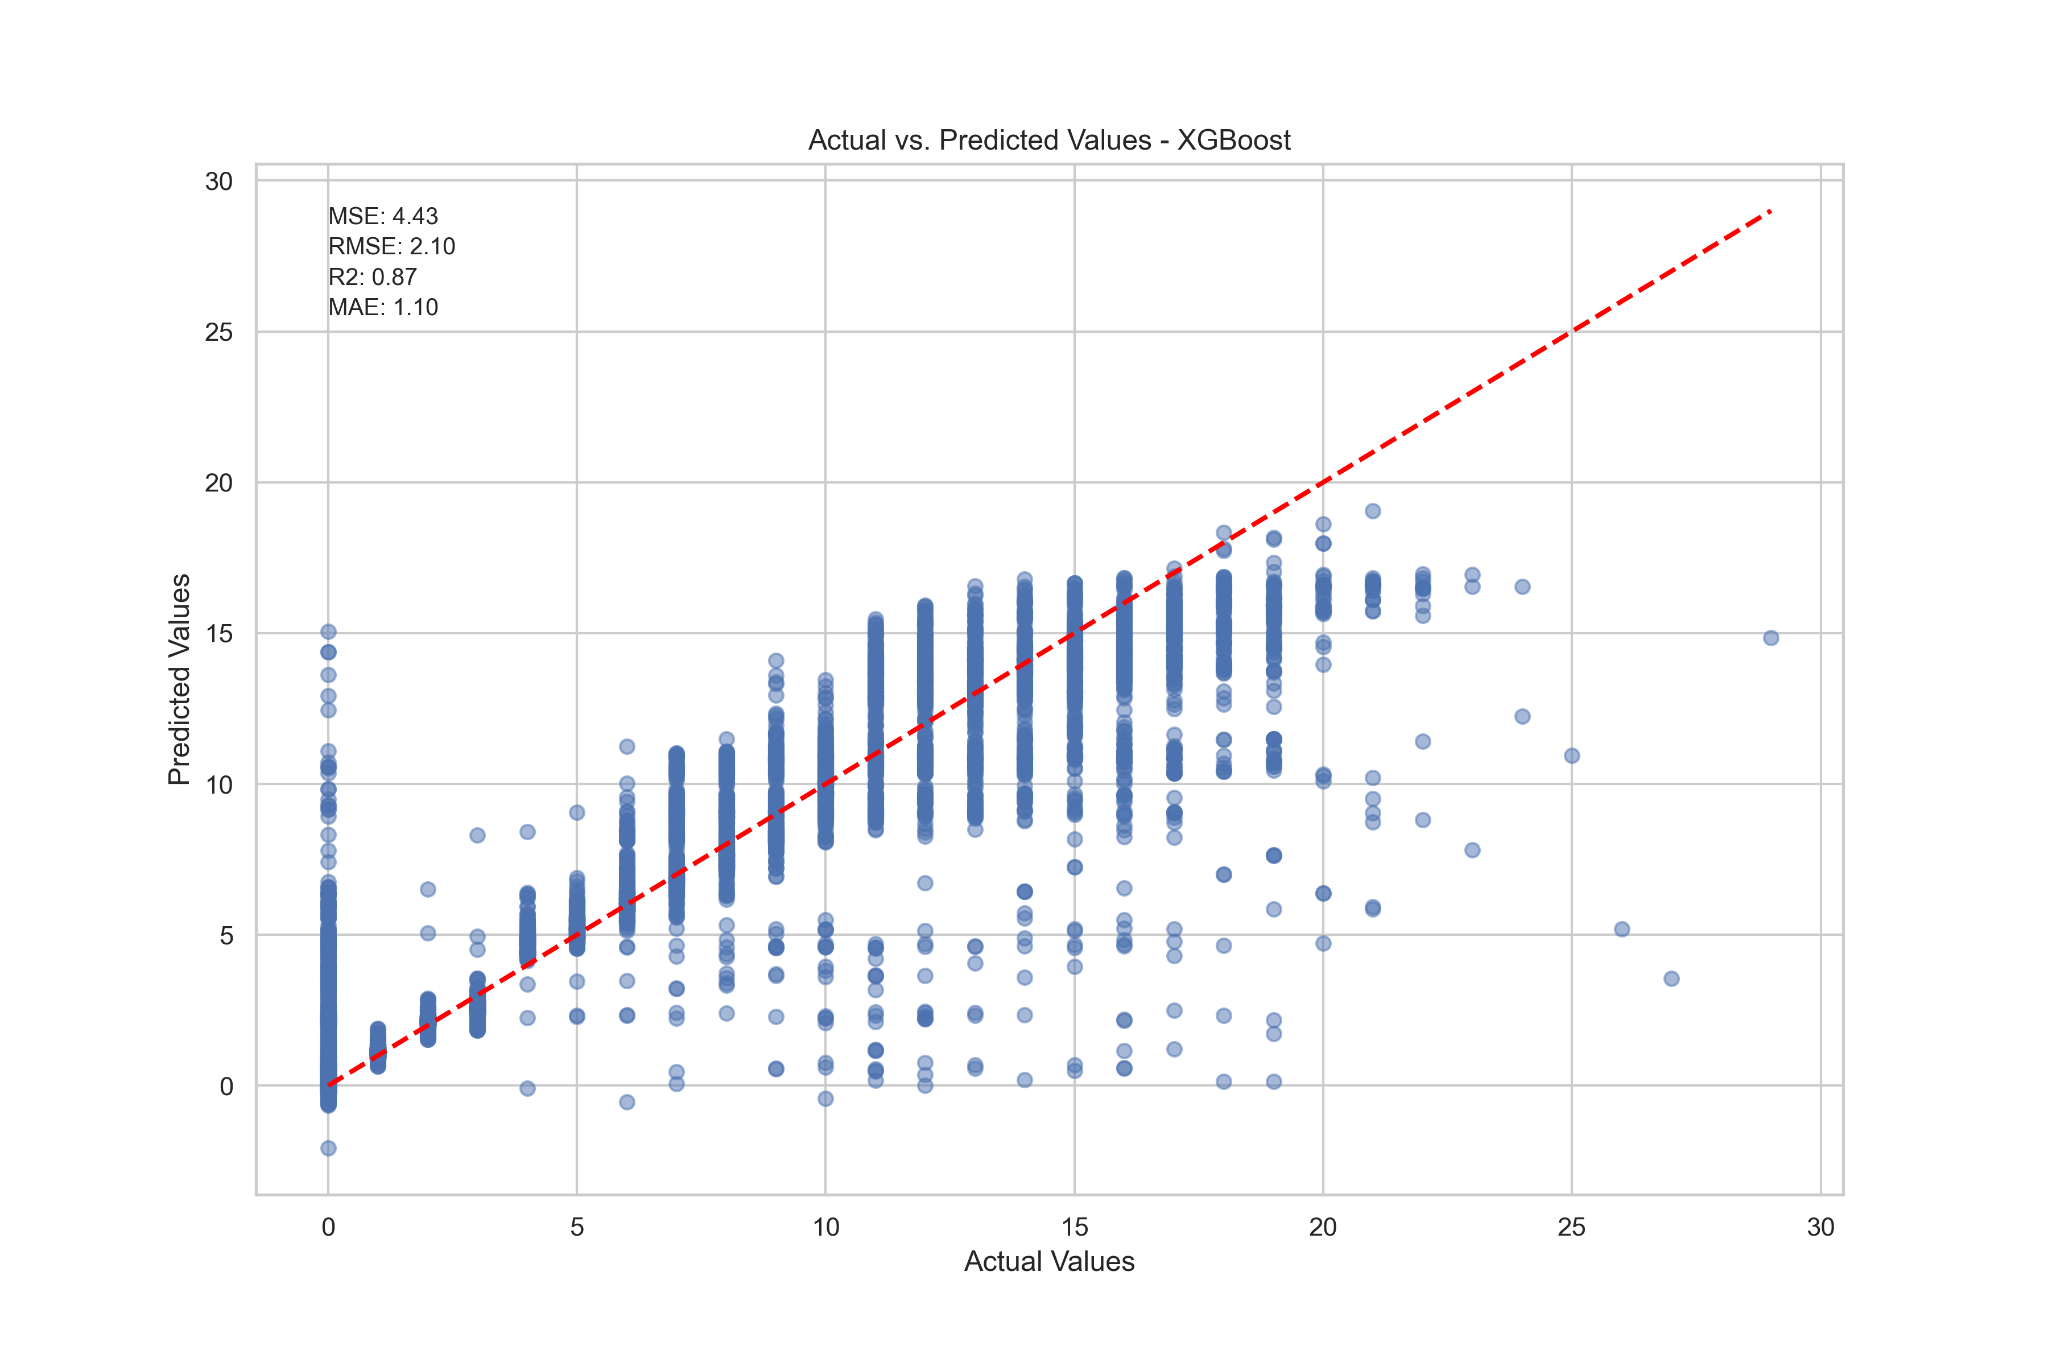 Actual vs. Predicted Values - XGBoost
30
MSE: 4.43
RMSE: 2.10
R2: 0.87
MAE: 1.10
25
20
15
10
5
0
Predicted Values
0 5 10 15 20 25 30
Actual Values